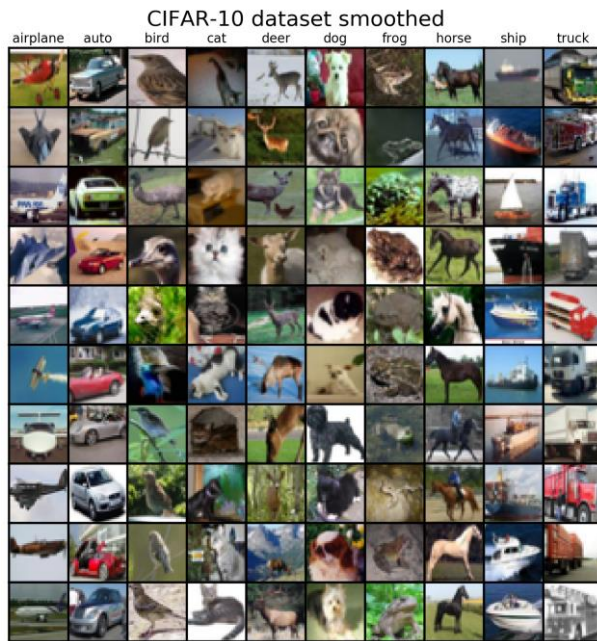 CIFAR-10 dataset smoothed
airplane auto bird cat deer dog frog horse ship truck